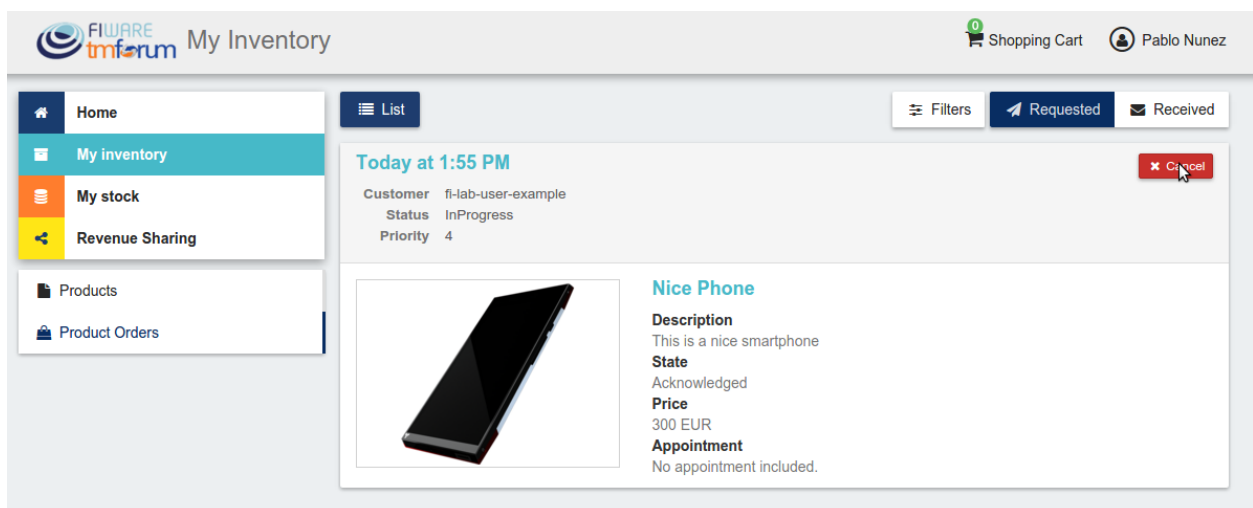 FIWARE
tmforum
My Inventory
0
Shopping Cart
Pablo Nunez
Home
My inventory
My stock
Revenue Sharing
Products
Product Orders
List
Filters
Requested
Received
Today at 1:55 PM
Cancel
Customer fi-lab-user-example
Status InProgress
Priority 4
Nice Phone
Description
This is a nice smartphone
State
Acknowledged
Price
300 EUR
Appointment
No appointment included.